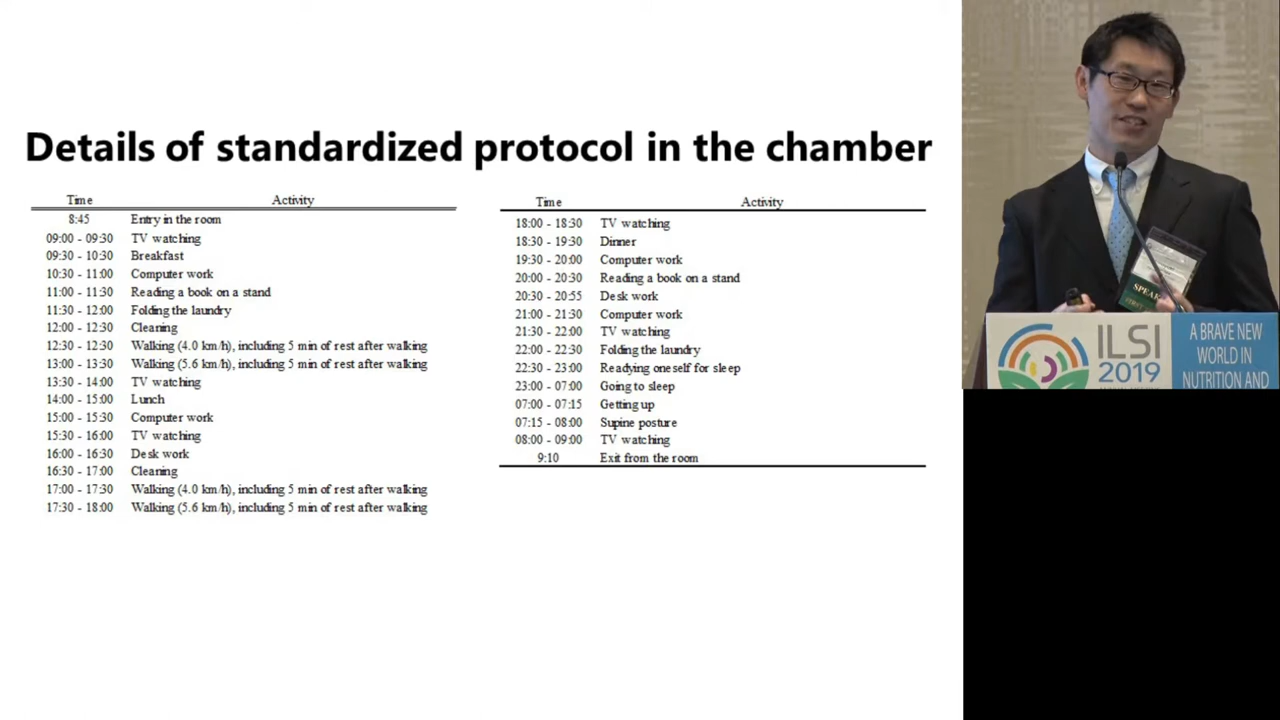 Details of standardized protocol in the chamber
Time Activity
8:45 Entry in the room
09:00 - 09:30 TV watching
09:30 - 10:30 Breakfast
10:30 - 11:00 Computer work
11:00 - 11:30 Reading a book on a stand
11:30 - 12:00 Folding the laundry
12:00 - 12:30 Cleaning
12:30 - 12:30 Walking (4.0 km/h), including 5 min of rest after walking
13:00 - 13:30 Walking (5.6 km/h), including 5 min of rest after walking
13:30 - 14:00 TV watching
14:00 - 15:00 Lunch
15:00 - 15:30 Computer work
15:30 - 16:00 TV watching
16:00 - 16:30 Desk work
16:30 - 17:00 Cleaning
17:00 - 17:30 Walking (4.0 km/h), including 5 min of rest after walking
17:30 - 18:00 Walking (5.6 km/h), including 5 min of rest after walking
Time Activity
18:00 - 18:30 TV watching
18:30 - 19:30 Dinner
19:30 - 20:00 Computer work
20:00 - 20:30 Reading a book on a stand
20:30 - 20:55 Desk work
21:00 - 21:30 Computer work
21:30 - 22:00 TV watching
22:00 - 22:30 Folding the laundry
22:30 - 23:00 Readying oneself for sleep
23:00 - 07:00 Going to sleep
07:00 - 07:15 Getting up
07:15 - 08:00 Supine posture
08:00 - 09:00 TV watching
9:10 Exit from the room
ILSI
2019
A BRAVE NEW
WORLD IN
NUTRITION AND